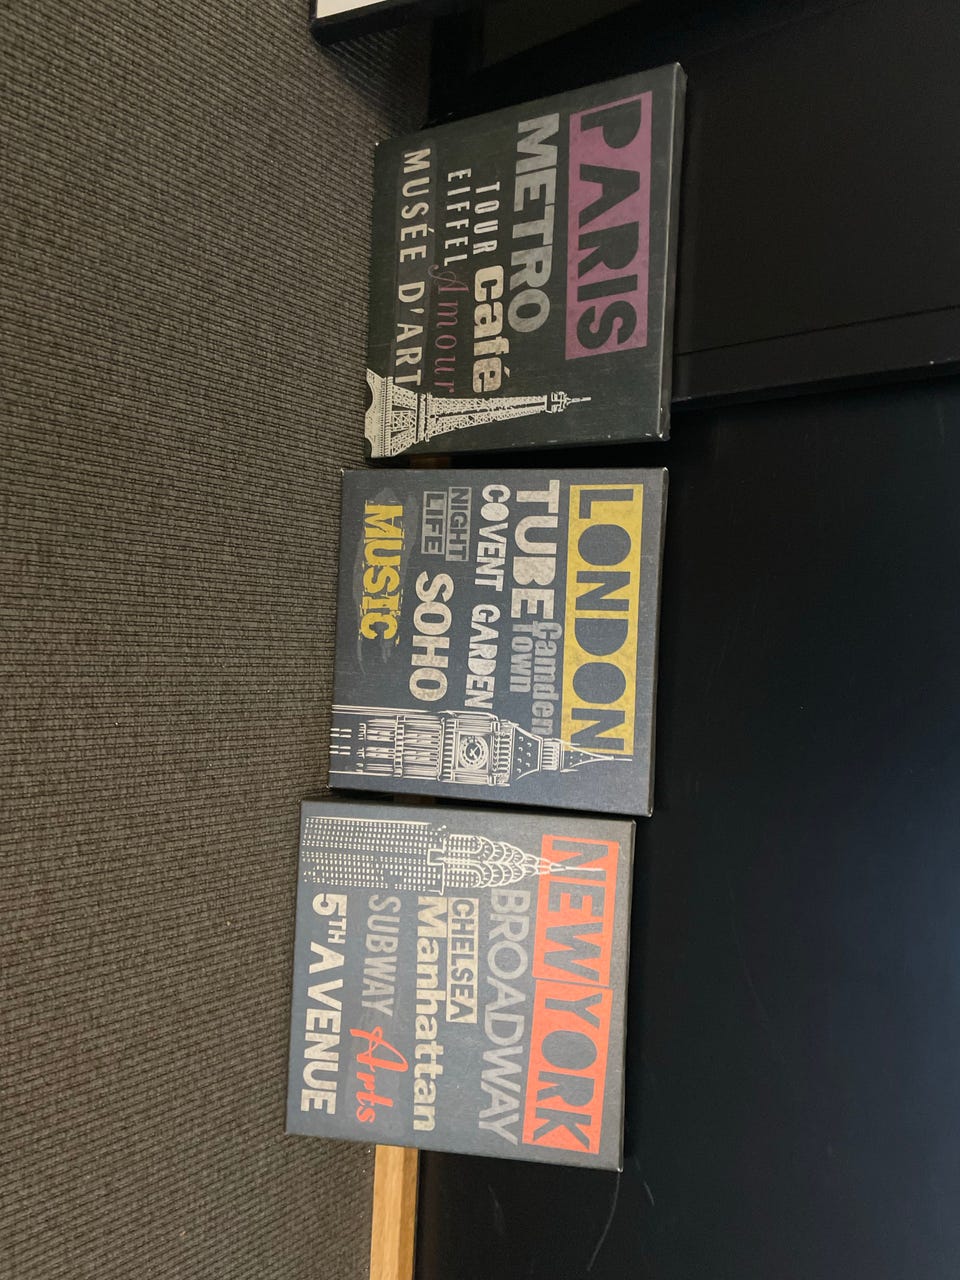 PARIS
METRO
TOUR
EIFFEL
Café
Amour
MUSÉE D'ART
LONDON
TUBE
Camden
Town
COVENT GARDEN
NIGHT
LIFE
SOHO
MUSIC
NEW YORK
BROADWAY
CHELSEA
Manhattan
SUBWAY Arts
5TH AVENUE